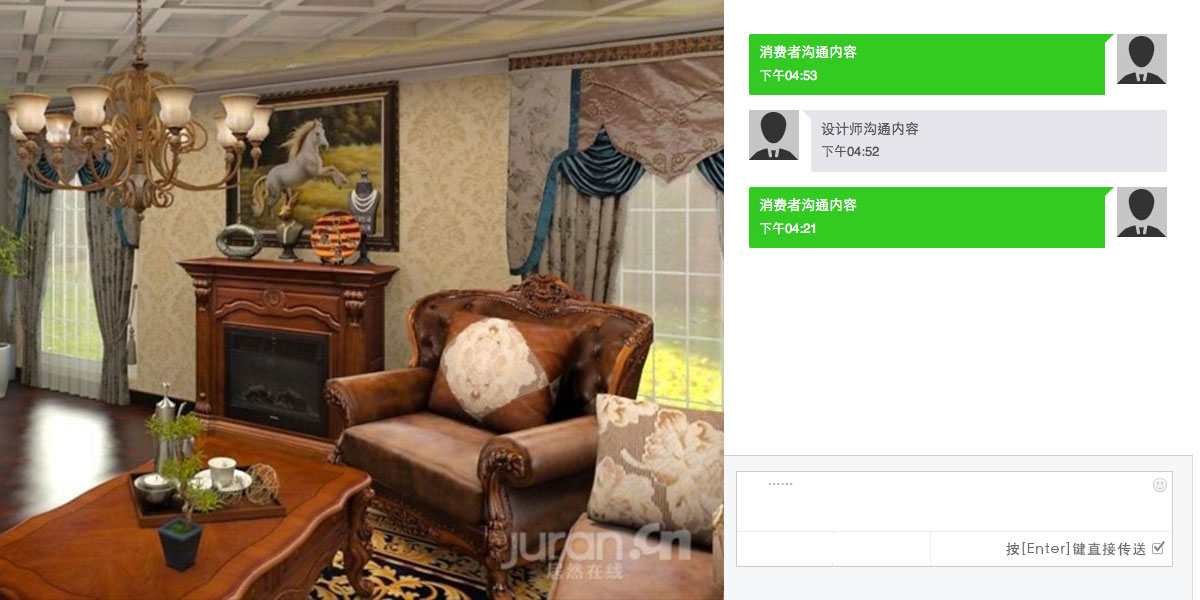 消费者沟通内容
下午04:53
设计师沟通内容
下午04:52
消费者沟通内容
下午04:21
......
按[Enter]键直接传送
juran.cn
居然在线